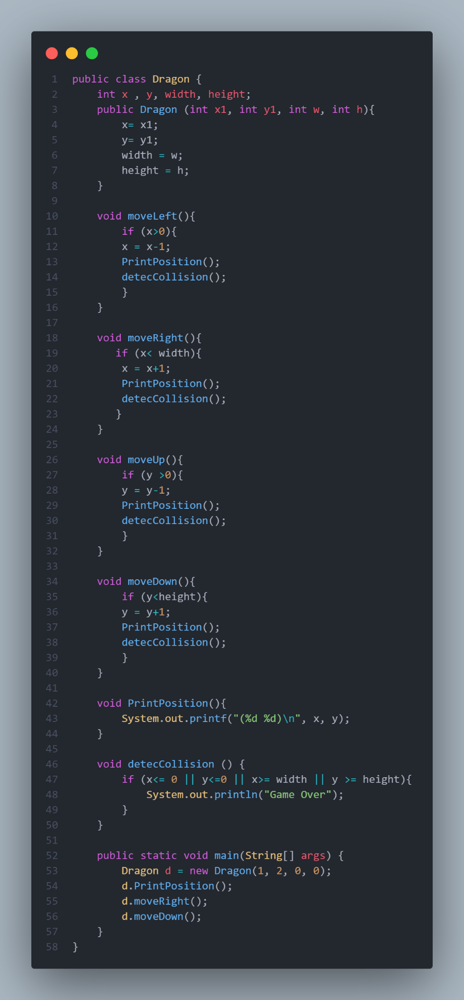 1 public class Dragon {
2     int x , y, width, height;
3     public Dragon (int x1, int y1, int w, int h){
4         x= x1;
5         y= y1;
6         width = w;
7         height = h;
8     }
9
10     void moveLeft(){
11         if (x>0){
12         x = x-1;
13         PrintPosition();
14         detecCollision();
15         }
16     }
17
18     void moveRight(){
19        if (x< width){
20         x = x+1;
21         PrintPosition();
22         detecCollision();
23        }
24     }
25
26     void moveUp(){
27         if (y >0){
28         y = y-1;
29         PrintPosition();
30         detecCollision();
31         }
32     }
33
34     void moveDown(){
35         if (y<height){
36         y = y+1;
37         PrintPosition();
38         detecCollision();
39         }
40     }
41
42     void PrintPosition(){
43         System.out.printf("(%d %d)\n", x, y);
44     }
45
46     void detecCollision () {
47         if (x<= 0 || y<=0 || x>= width || y >= height){
48             System.out.println("Game Over");
49         }
50     }
51
52     public static void main(String[] args) {
53         Dragon d = new Dragon(1, 2, 0, 0);
54         d.PrintPosition();
55         d.moveRight();
56         d.moveDown();
57     }
58 }